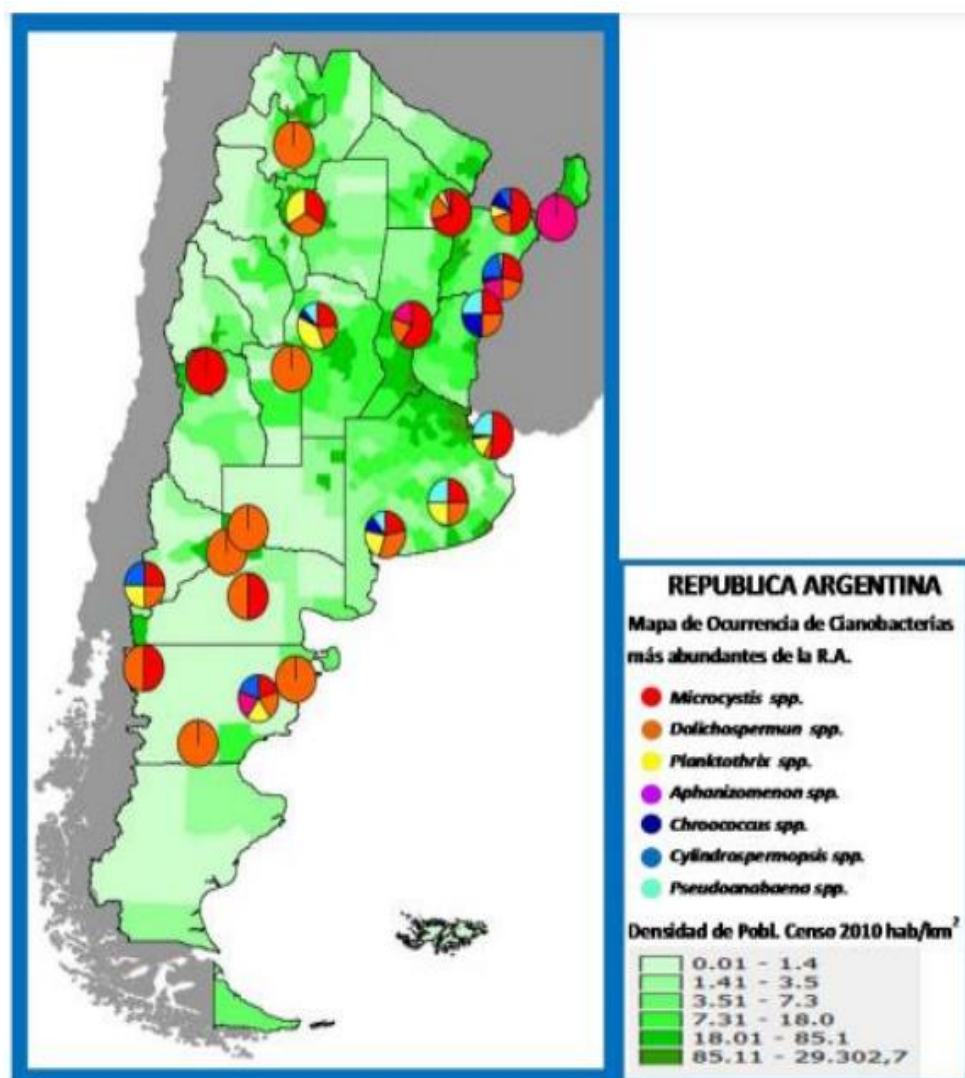 REPUBLICA ARGENTINA
Mapa de Ocurrencia de Cianobacterias
más abundantes de la R.A.
Microcystis spp.
Dolichospermun spp.
Planktothrix spp.
Aphanizomenon spp.
Chroococcus spp.
Cylindrospermopsis spp.
Pseudoanabaena spp.
Densidad de Pobl. Censo 2010 hab/km²
0.01 - 1.4
1.41 - 3.5
3.51 - 7.3
7.31 - 18.0
18.01 - 85.1
85.11 - 29.302,7